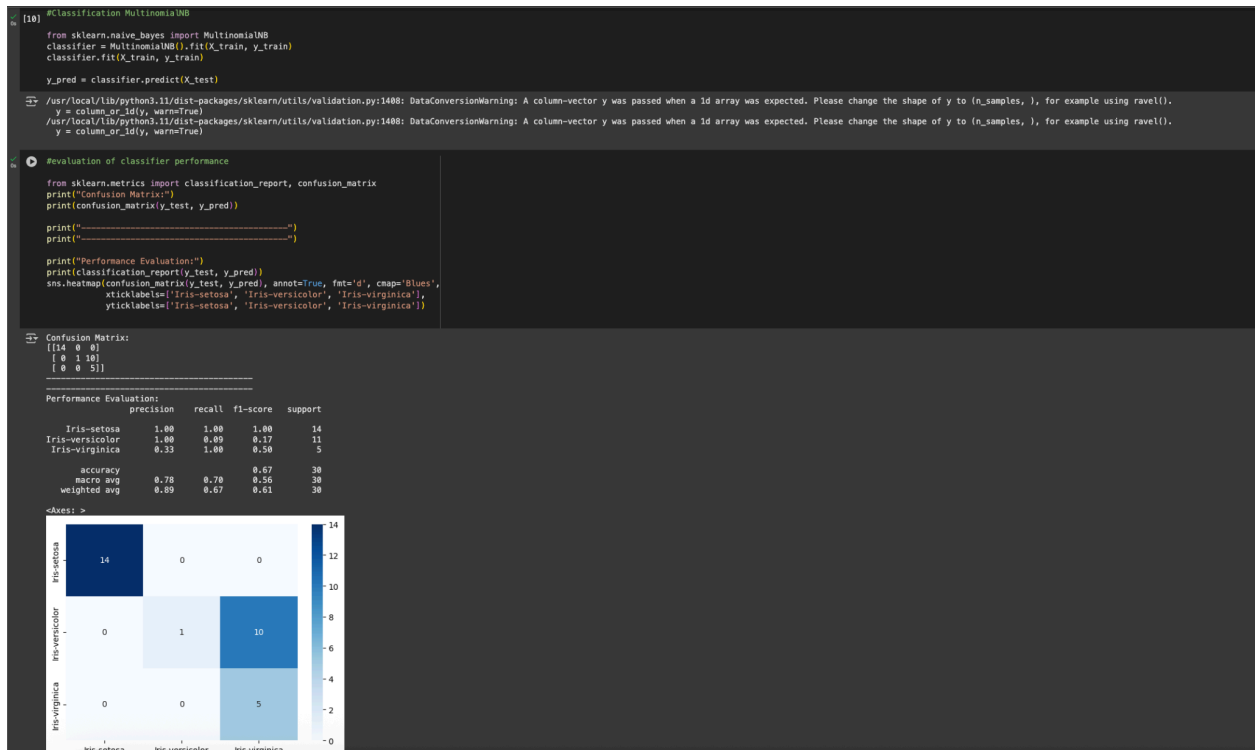 [10]
#Classification MultinomialNB
from sklearn.naive_bayes import MultinomialNB
classifier = MultinomialNB().fit(X_train, y_train)
classifier.fit(X_train, y_train)
y_pred = classifier.predict(X_test)
0s
/usr/local/lib/python3.11/dist-packages/sklearn/utils/validation.py:1408: DataConversionWarning: A column-vector y was passed when a 1d array was expected. Please change the shape of y to (n_samples, ), for example using ravel().
  y = column_or_1d(y, warn=True)
/usr/local/lib/python3.11/dist-packages/sklearn/utils/validation.py:1408: DataConversionWarning: A column-vector y was passed when a 1d array was expected. Please change the shape of y to (n_samples, ), for example using ravel().
  y = column_or_1d(y, warn=True)
0s
#evaluation of classifier performance
from sklearn.metrics import classification_report, confusion_matrix
print("Confusion Matrix:")
print(confusion_matrix(y_test, y_pred))
print("------------------------------------------")
print("------------------------------------------")
print("Performance Evaluation:")
print(classification_report(y_test, y_pred))
sns.heatmap(confusion_matrix(y_test, y_pred), annot=True, fmt='d', cmap='Blues',
xticklabels=['Iris-setosa', 'Iris-versicolor', 'Iris-virginica'],
yticklabels=['Iris-setosa', 'Iris-versicolor', 'Iris-virginica'])
Confusion Matrix:
[[14 0 0]
[ 0 1 10]
[ 0 0 5]]
------------------------------------------
------------------------------------------
Performance Evaluation:
precision recall f1-score support
Iris-setosa 1.00 1.00 1.00 14
Iris-versicolor 1.00 0.09 0.17 11
Iris-virginica 0.33 1.00 0.50 5
accuracy 0.67 30
macro avg 0.78 0.70 0.56 30
weighted avg 0.89 0.67 0.61 30
<Axes: >
Iris-setosa
14 0 0
Iris-versicolor
0 1 10
Iris-virginica
0 0 5
Iris-setosa Iris-versicolor Iris-virginica
14
12
10
8
6
4
2
0